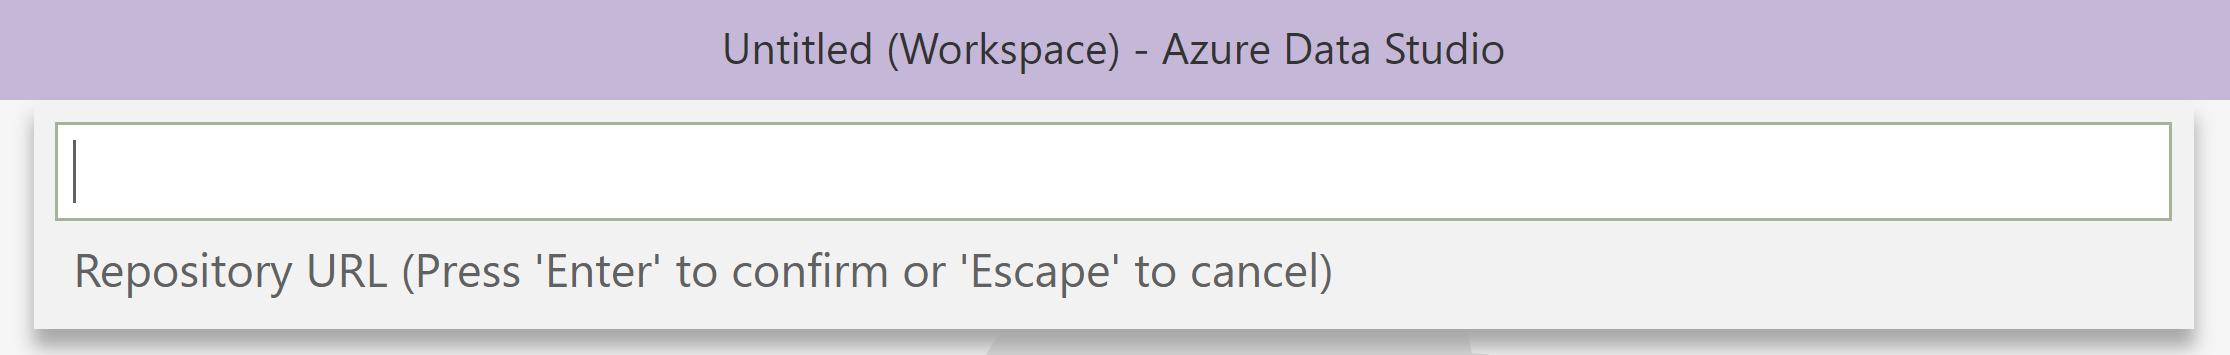 Untitled (Workspace) - Azure Data Studio
Repository URL (Press 'Enter' to confirm or 'Escape' to cancel)